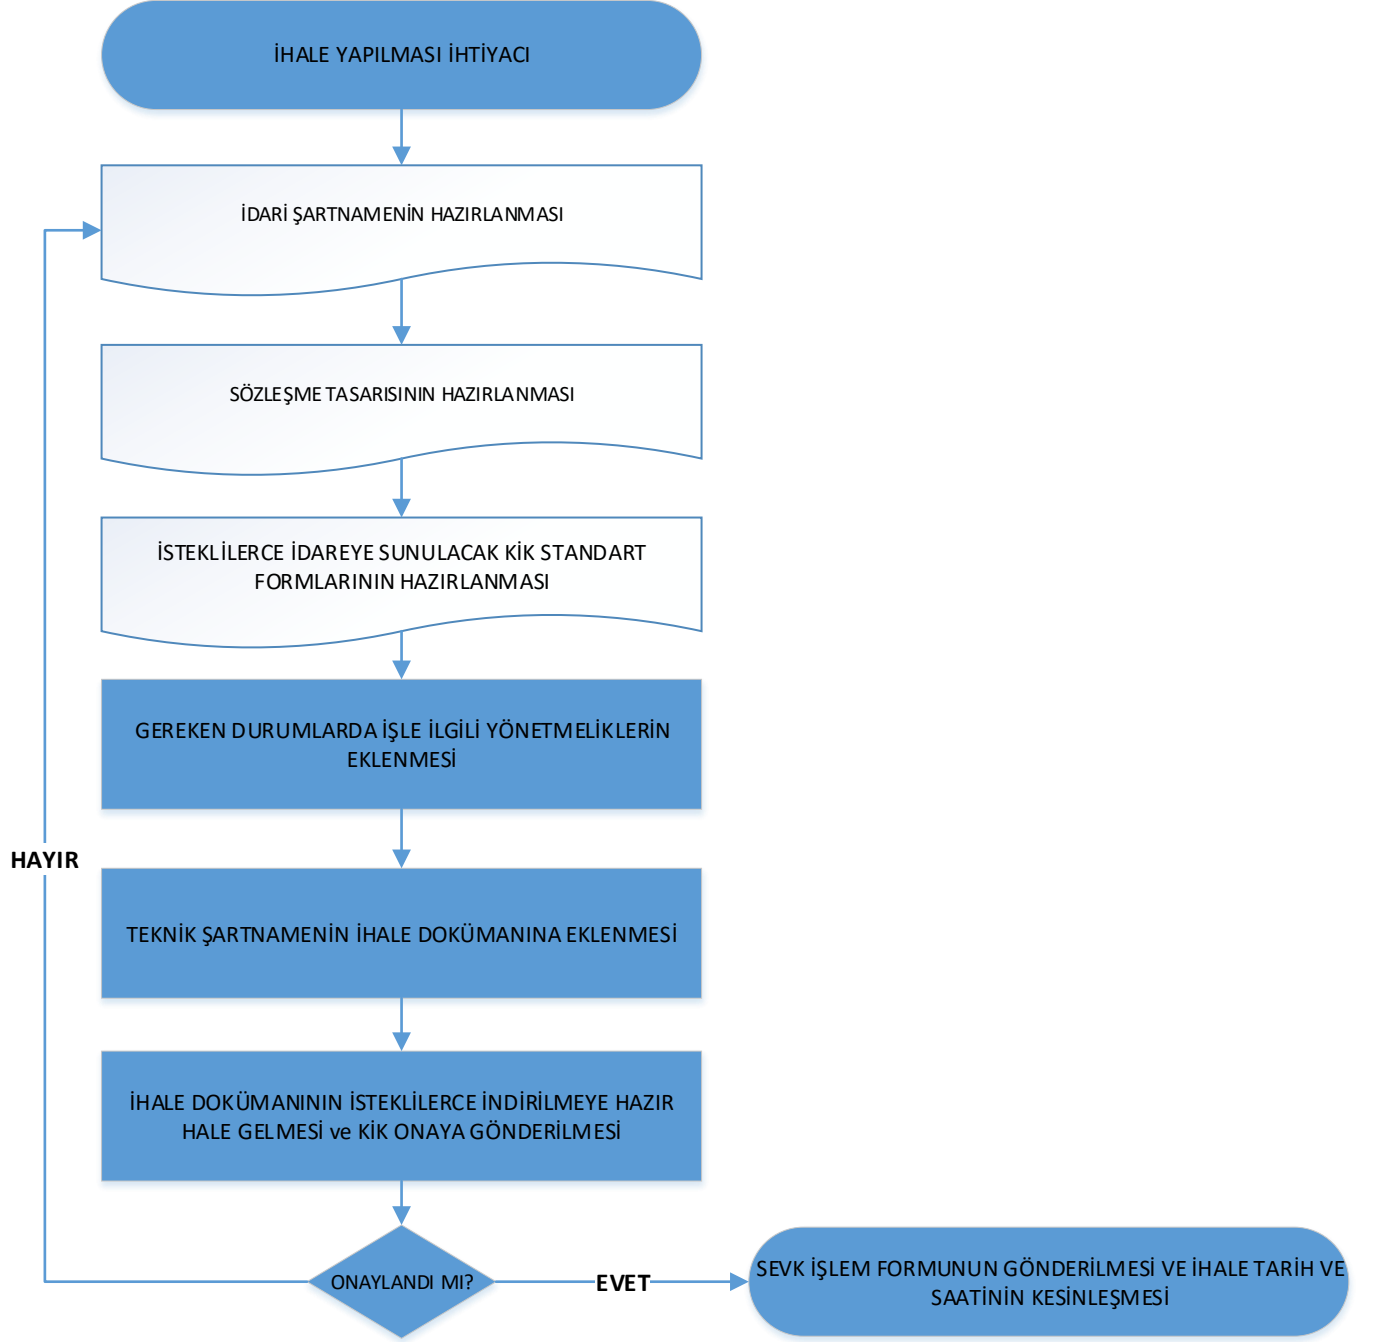 İHALE YAPILMASI İHTİYACI
İDARİ ŞARTNAMENİN HAZIRLANMASI
SÖZLEŞME TASARISININ HAZIRLANMASI
İSTEKLİLERCE İDAREYE SUNULACAK KİK STANDART
FORMLARININ HAZIRLANMASI
GEREKEN DURUMLARDA İŞLE İLGİLİ YÖNETMELİKLERİN
EKLENMESİ
HAYIR
TEKNİK ŞARTNAMENİN İHALE DOKÜMANINA EKLENMESİ
İHALE DOKÜMANININ İSTEKLİLERCE İNDİRİLMEYE HAZIR
HALE GELMESİ ve KİK ONAYA GÖNDERİLMESİ
ONAYLANDI MI?
EVET
SEVK İŞLEM FORMUNUN GÖNDERİLMESİ VE İHALE TARİH VE
SAATİNİN KESİNLEŞMESİ